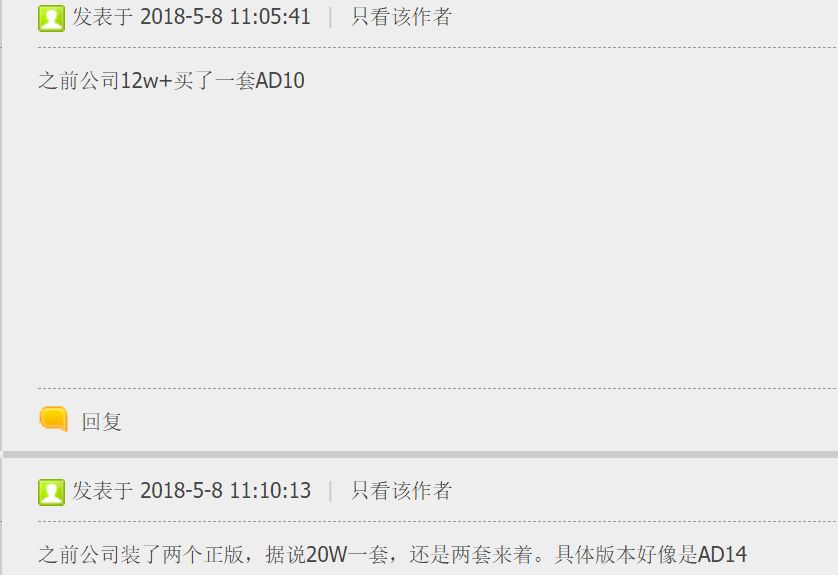 发表于 2018-5-8 11:05:41 | 只看该作者
之前公司12w+买了一套AD10
回复
发表于 2018-5-8 11:10:13 | 只看该作者
之前公司装了两个正版，据说20W一套，还是两套来着。具体版本好像是AD14